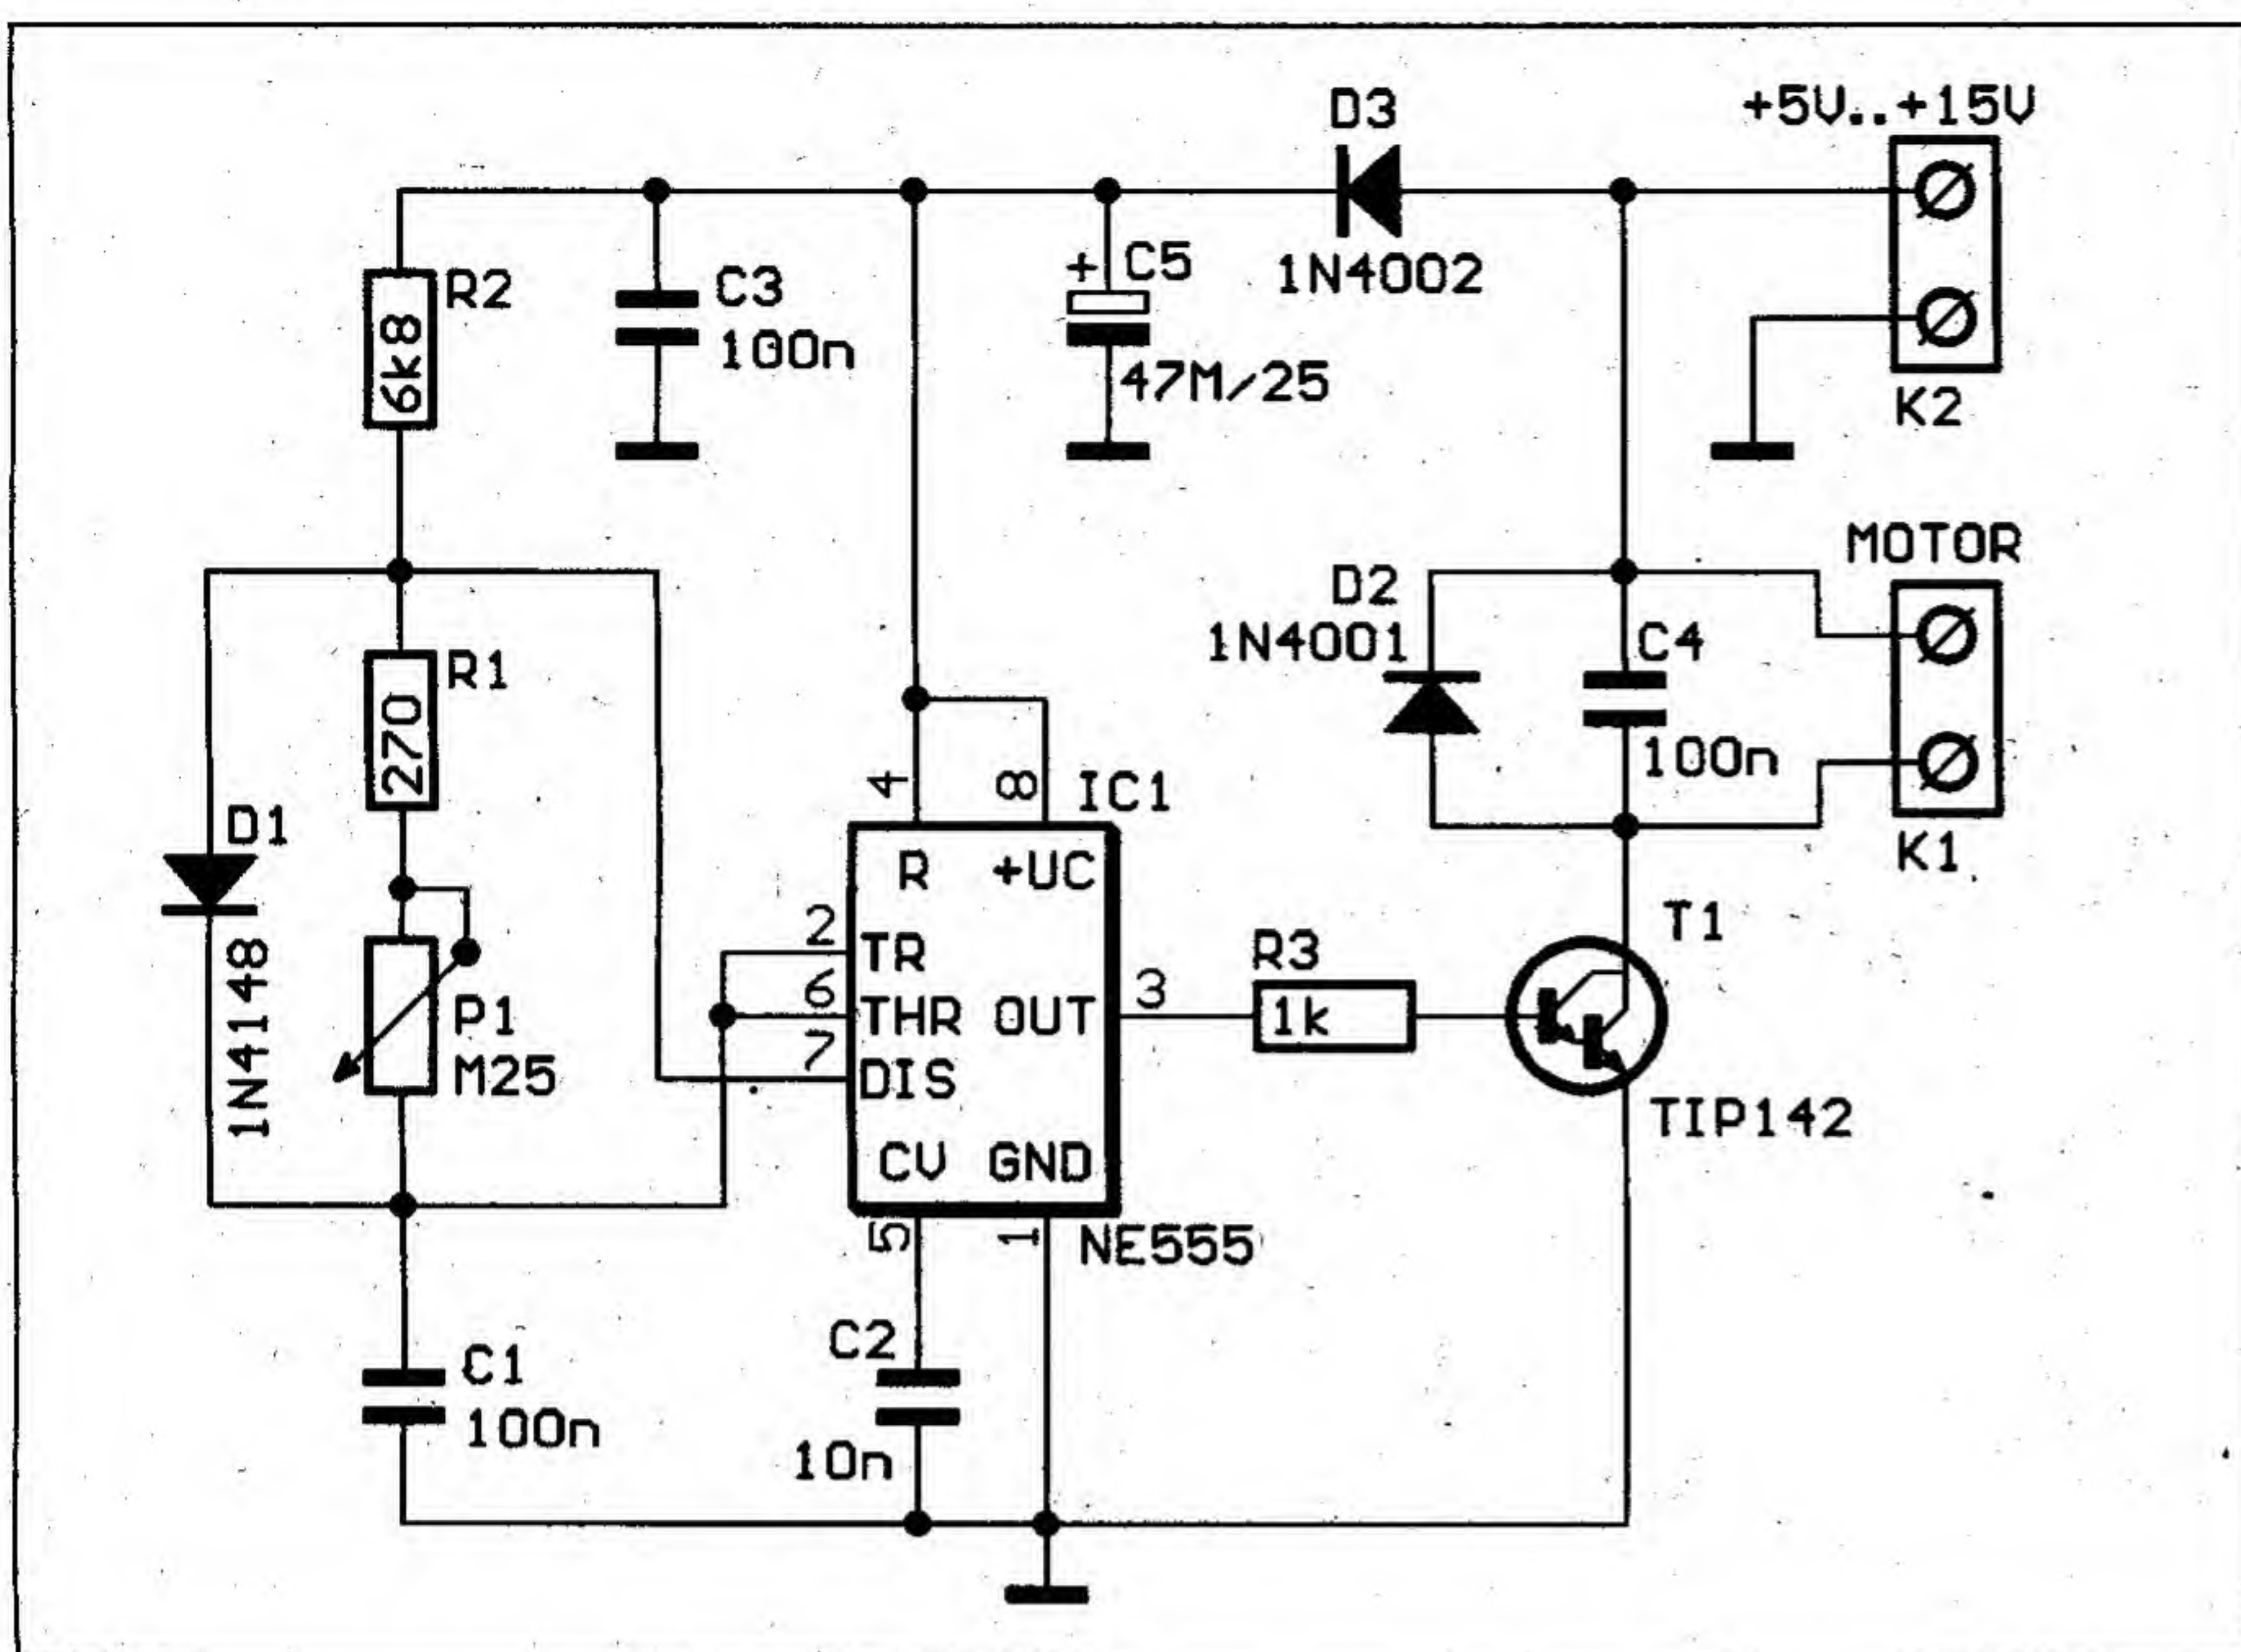 +5V..+15V
D3
1N4002
K2
R2
6k8
C3
100n
+ C5
47M/25
MOTOR
K1
D2
1N4001
C4
100n
R1
270
D1
1N4148
P1
M25
4
8
IC1
R +UC
2
TR
6
THR OUT
3
7
DIS
CV GND
5
1
NE555
R3
1k
T1
TIP142
C1
100n
C2
10n